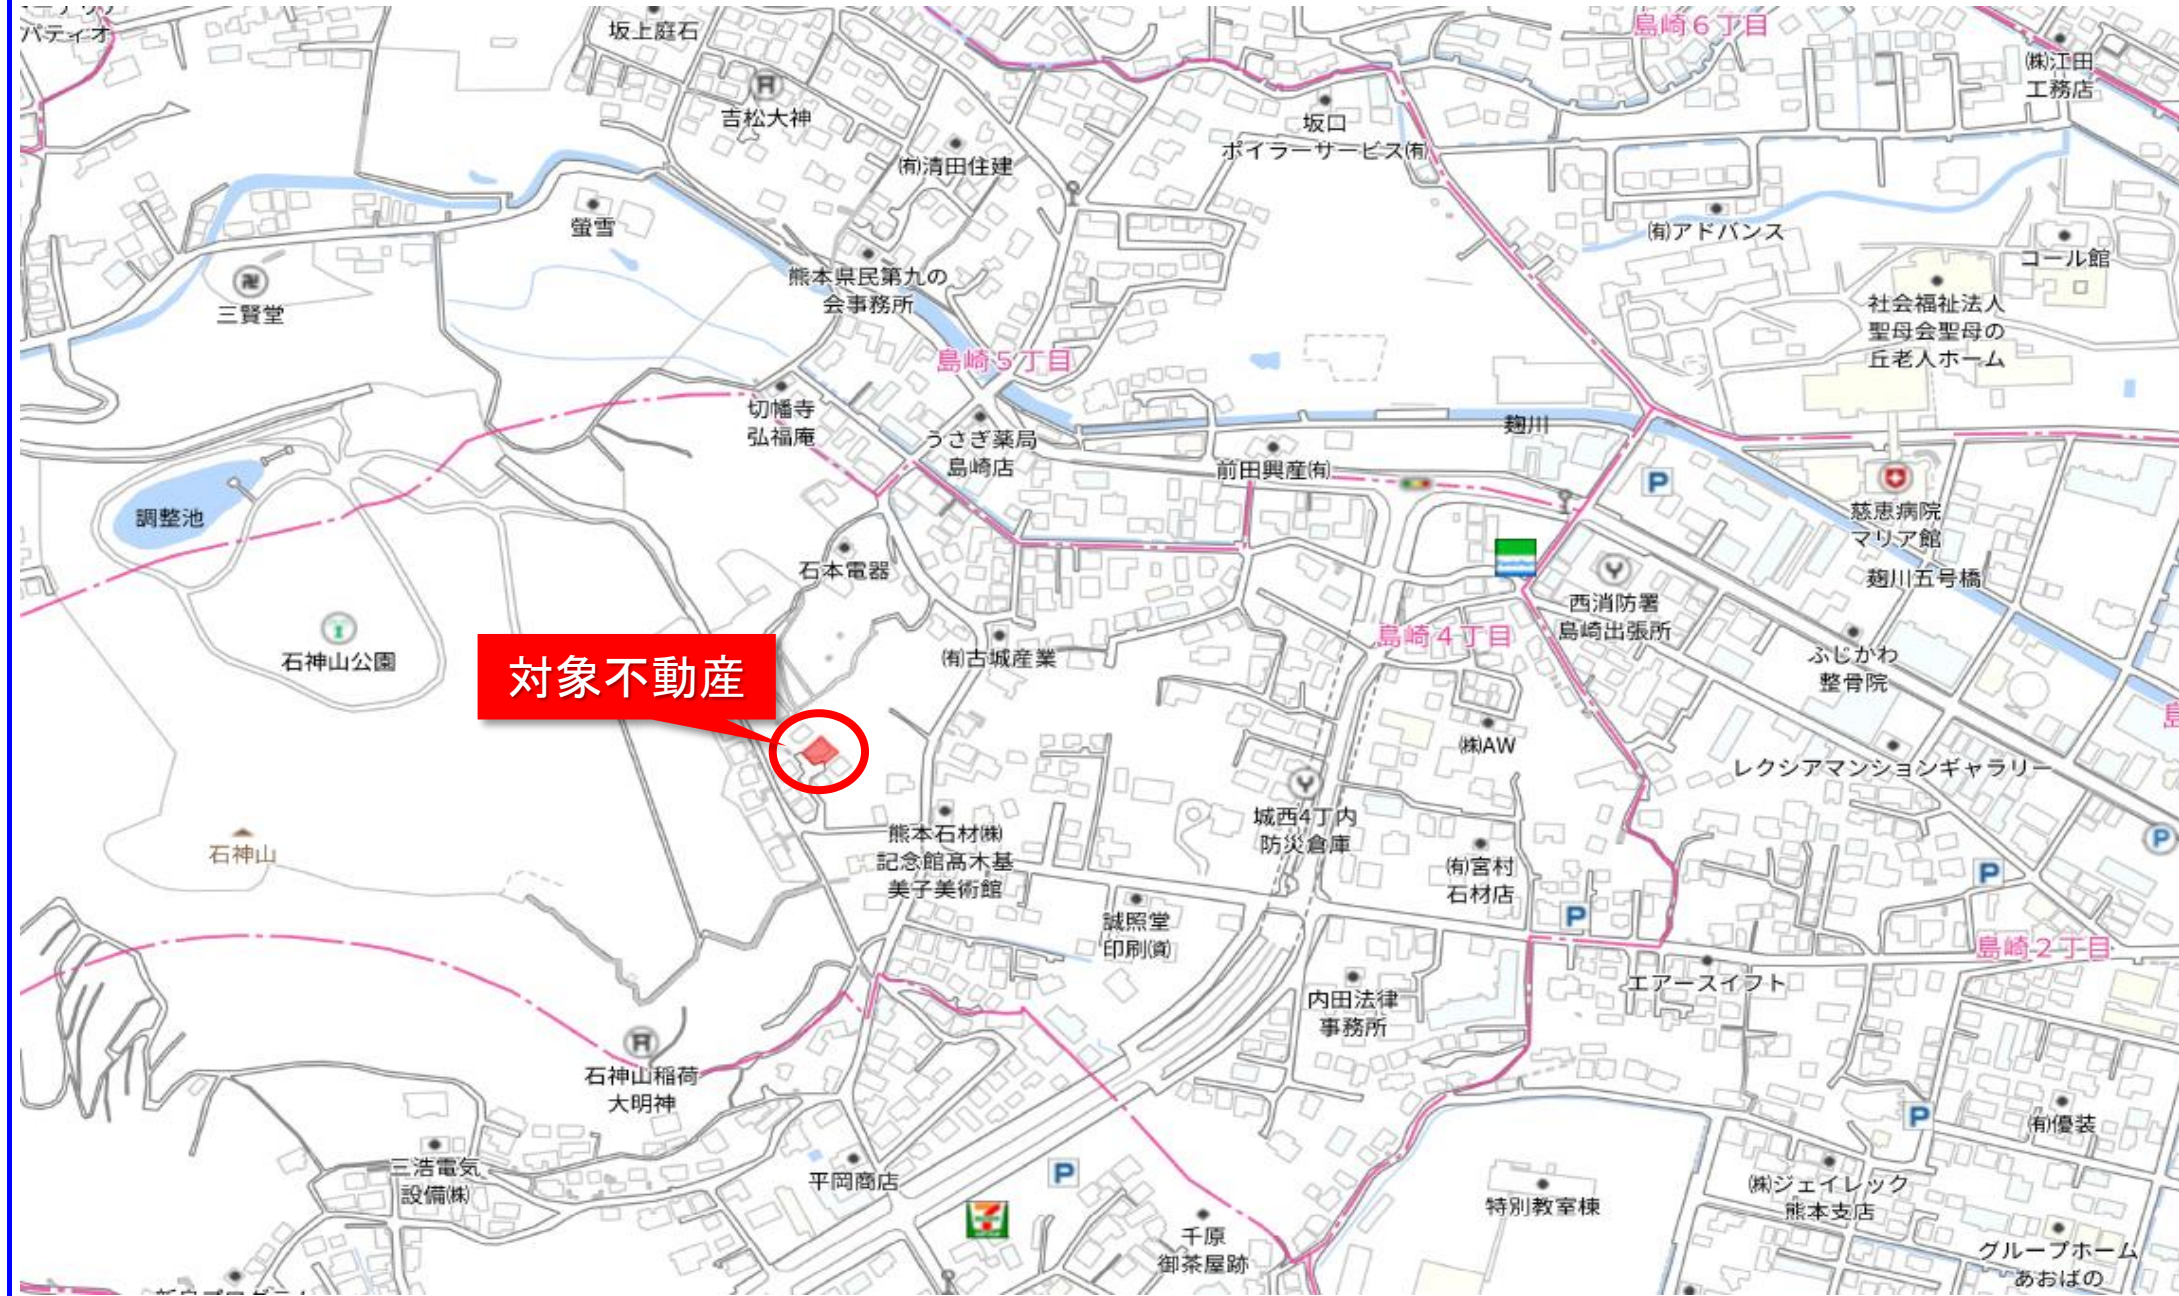 パティオ
坂上庭石
島崎6丁目
㈱江田
工務店
吉松大神
坂口
ボイラーサービス㈲
㈲清田住建
螢雪
㈲アドバンス
コール館
熊本県民第九の
会事務所
三賢堂
社会福祉法人
聖母会聖母の
丘老人ホーム
島崎5丁目
切幡寺
弘福庵
うさぎ薬局
島崎店
麹川
前田興産㈲
P
調整池
慈恵病院
マリア館
石本電器
麹川五号橋
西消防署
島崎出張所
島崎4丁目
石神山公園
㈲古城産業
ふじかわ
整骨院
対象不動産
島
㈱AW
レクシアマンションギャラリー
城西4丁内
防災倉庫
P
熊本石材㈱
記念館髙木基
美子美術館
石神山
㈲宮村
石材店
P
P
誠照堂
印刷㈾
島崎2丁目
エアースイフト
内田法律
事務所
石神山稲荷
大明神
P
㈲優装
三浩電気
設備㈱
平岡商店
P
㈱ジェイレック
熊本支店
特別教室棟
7
千原
御茶屋跡
グループホーム
あおばの